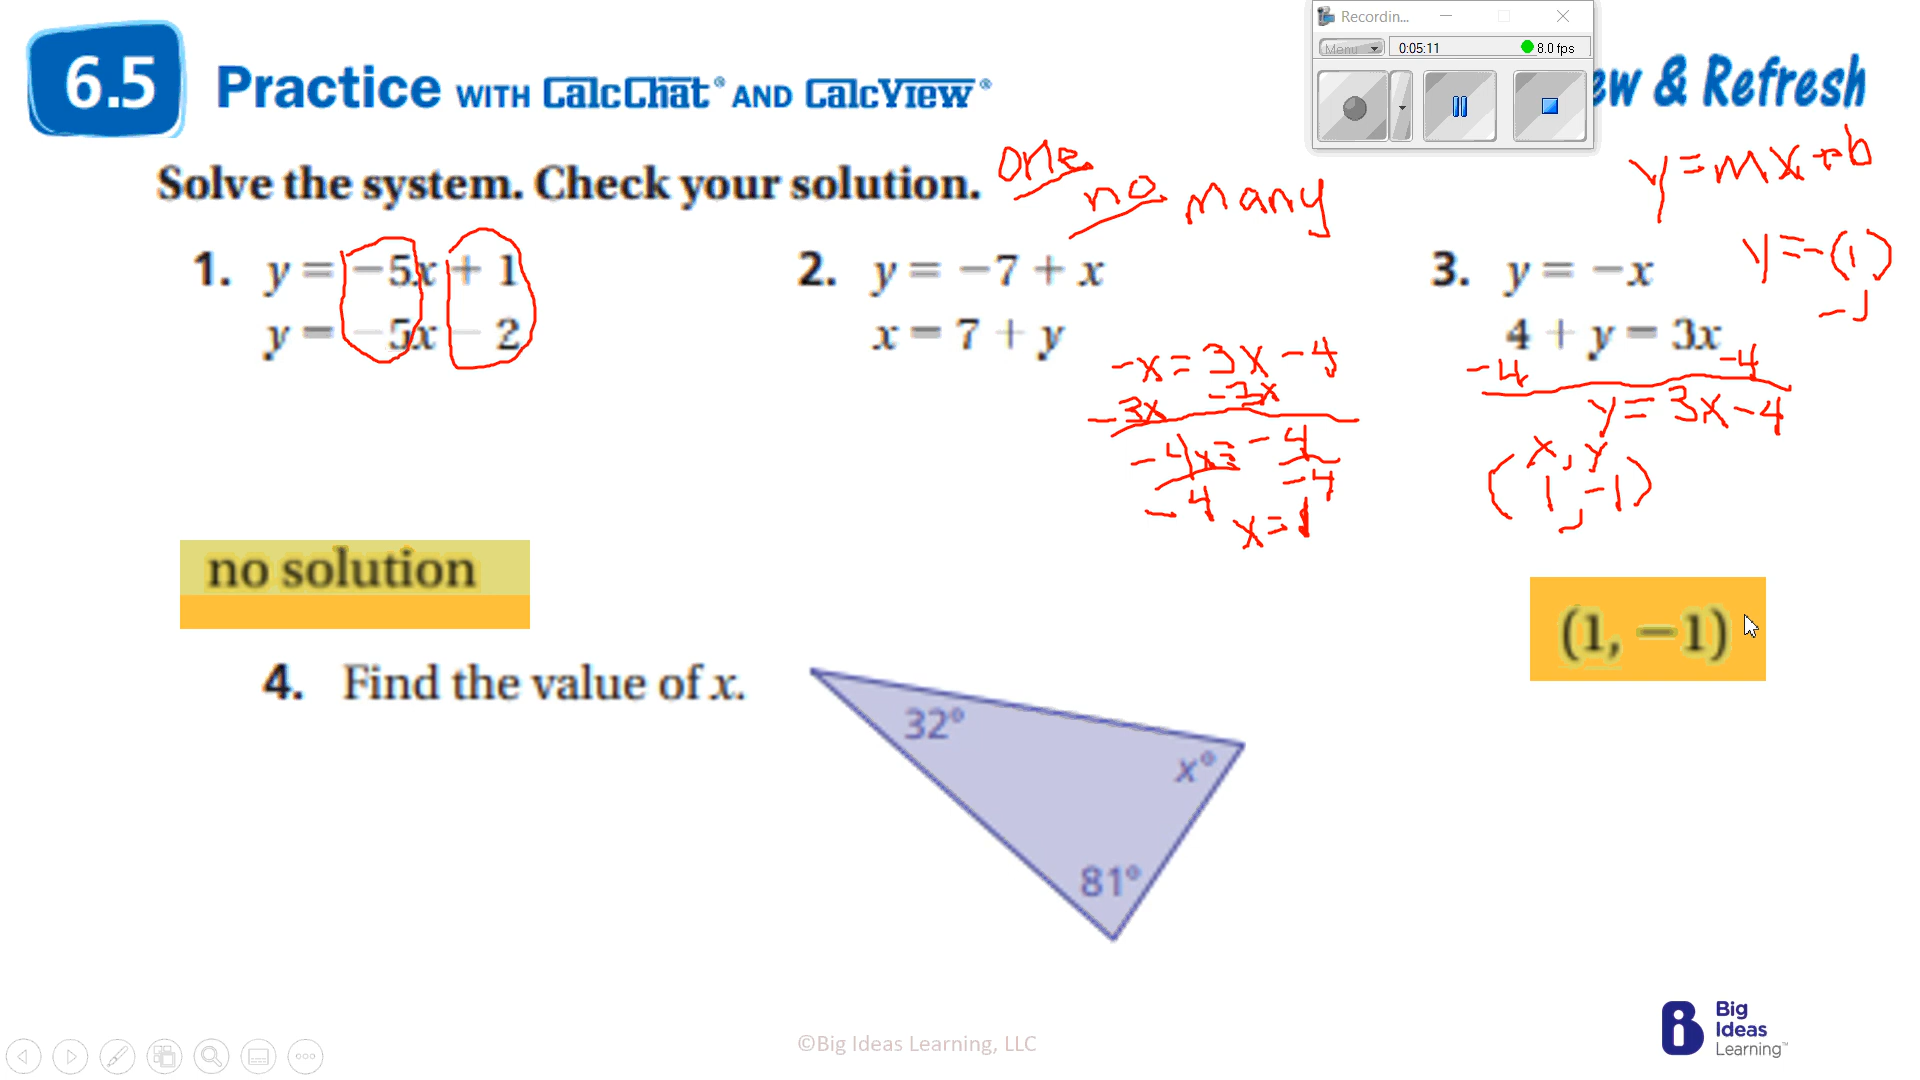 Recordin...
Menu
0:05:11
8.0 fps
6.5
Practice WITH CalcChat® AND CalcView®
ew & Refresh
Solve the system. Check your solution.
one
no
many
y = mx + b
1. y = −5x + 1
y = −5x − 2
2. y = −7 + x
x = 7 + y
3. y = −x
4 + y = 3x
y = -(1)
-1
-4 -4
y = 3x - 4
x, y
(1, -1)
-x = 3x - 4
-3x -3x
-4x = -4
-4 -4
x = 1
no solution
(1, −1)
4. Find the value of x.
32°
x°
81°
©Big Ideas Learning, LLC
Big
Ideas
Learning™